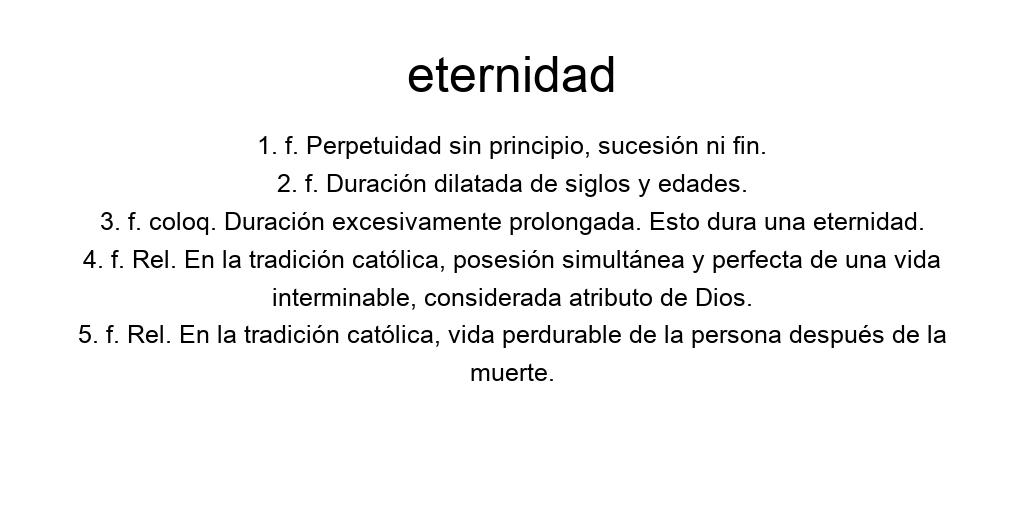 eternidad
1. f. Perpetuidad sin principio, sucesión ni fin.
2. f. Duración dilatada de siglos y edades.
3. f. coloq. Duración excesivamente prolongada. Esto dura una eternidad.
4. f. Rel. En la tradición católica, posesión simultánea y perfecta de una vida
interminable, considerada atributo de Dios.
5. f. Rel. En la tradición católica, vida perdurable de la persona después de la
muerte.